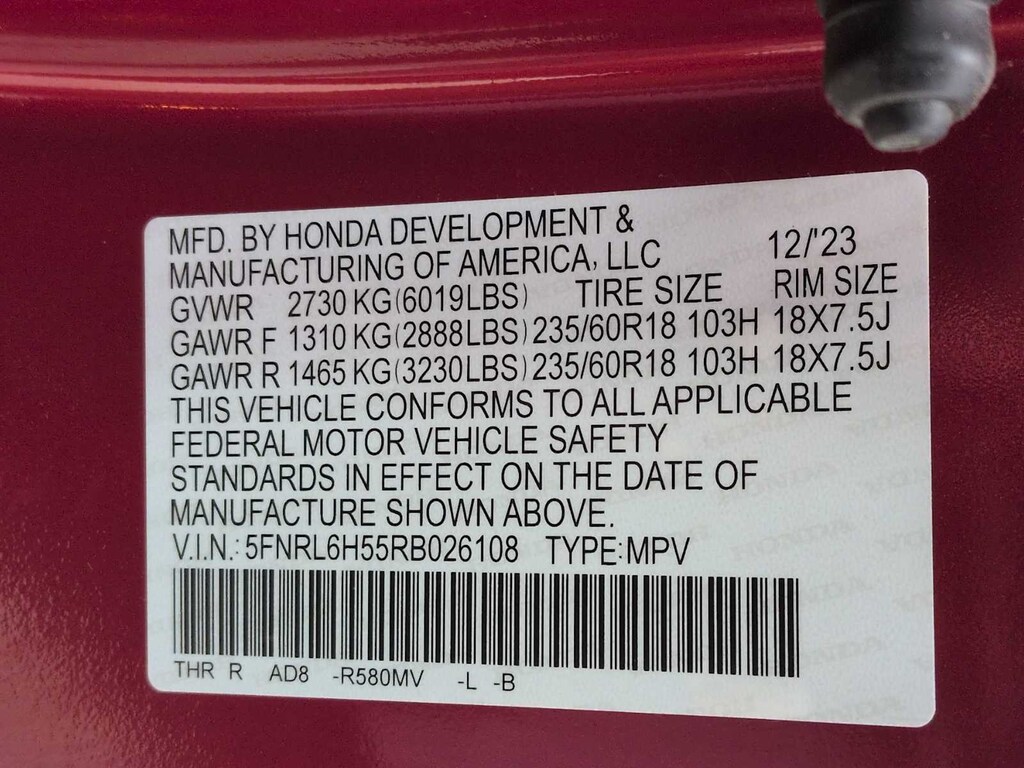 MFD. BY HONDA DEVELOPMENT &
MANUFACTURING OF AMERICA, LLC 12/'23
GVWR 2730 KG(6019LBS) TIRE SIZE RIM SIZE
GAWR F 1310 KG(2888LBS) 235/60R18 103H 18X7.5J
GAWR R 1465 KG(3230LBS) 235/60R18 103H 18X7.5J
THIS VEHICLE CONFORMS TO ALL APPLICABLE
FEDERAL MOTOR VEHICLE SAFETY
STANDARDS IN EFFECT ON THE DATE OF
MANUFACTURE SHOWN ABOVE.
V.I.N.: 5FNRL6H55RB026108 TYPE:MPV
THR R AD8 -R580MV -L -B